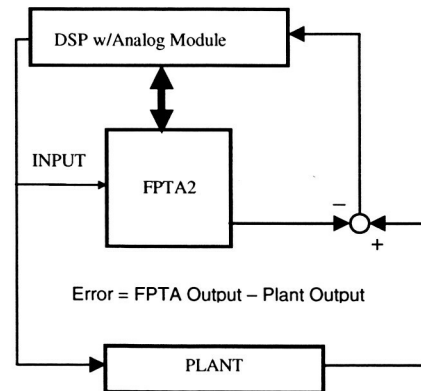 DSP w/Analog Module
INPUT
FPTA2
−
+
Error = FPTA Output – Plant Output
PLANT